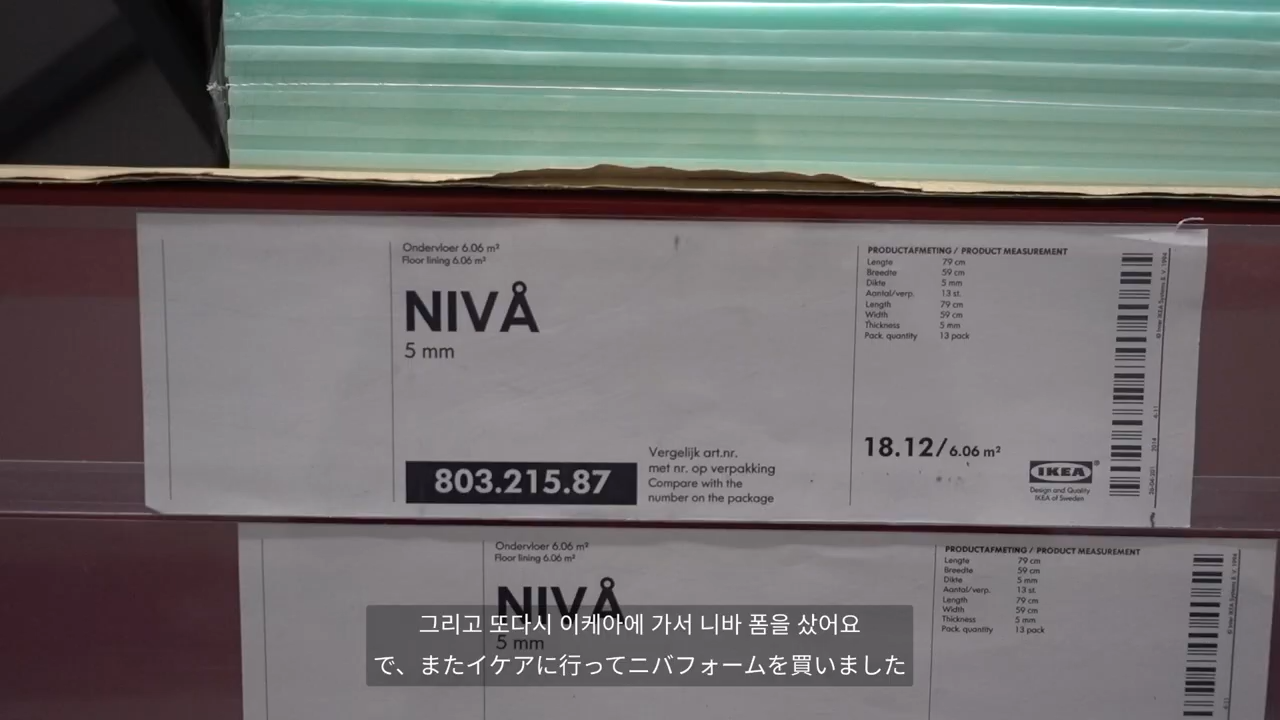 Ondervloer 6.06 m²
Floor lining 6.06 m²
NIVÅ
5 mm
803.215.87
Vergelijk art.nr.
met nr. op verpakking
Compare with the
number on the package
PRODUCTAFMETING / PRODUCT MEASUREMENT
Lengte 79 cm
Breedte 59 cm
Dikte 5 mm
Aantal/verp. 13 st.
Length 79 cm
Width 59 cm
Thickness 5 mm
Pack. quantity 13 pack
18.12/6.06 m²
IKEA®
Design and Quality
IKEA of Sweden
Ondervloer 6.06 m²
Floor lining 6.06 m²
NIVÅ
5 mm
PRODUCTAFMETING / PRODUCT MEASUREMENT
Lengte 79 cm
Breedte 59 cm
Dikte 5 mm
Aantal/verp. 13 st.
Length 79 cm
Width 59 cm
Thickness 5 mm
Pack. quantity 13 pack
그리고 또다시 이케아에 가서 니바 폼을 샀어요
で、またイケアに行ってニバフォームを買いました